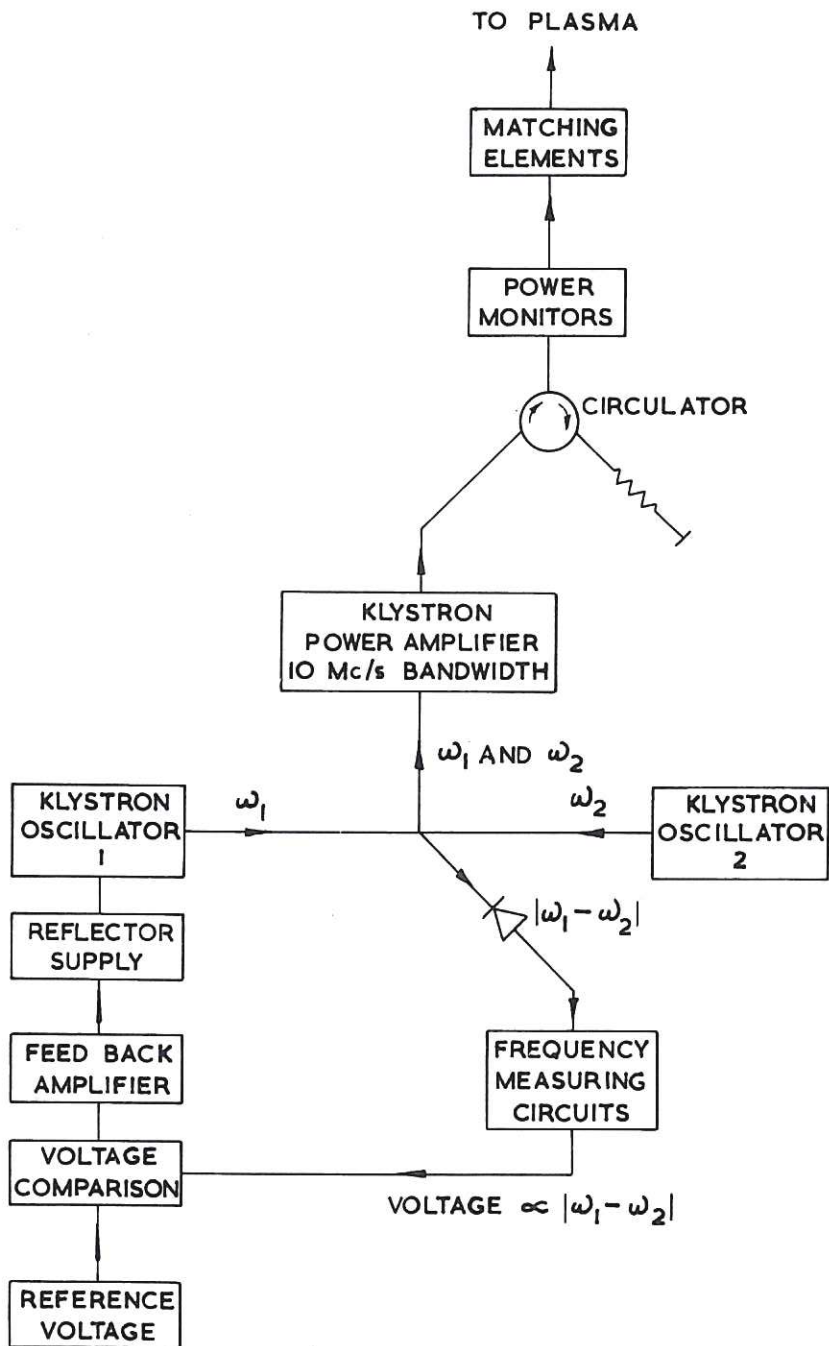 TO PLASMA
MATCHING
ELEMENTS
POWER
MONITORS
CIRCULATOR
KLYSTRON
POWER AMPLIFIER
10 Mc/s BANDWIDTH
ω₁ AND ω₂
KLYSTRON
OSCILLATOR
1
ω₁
ω₂
KLYSTRON
OSCILLATOR
2
|ω₁ - ω₂|
REFLECTOR
SUPPLY
FEED BACK
AMPLIFIER
FREQUENCY
MEASURING
CIRCUITS
VOLTAGE
COMPARISON
VOLTAGE ∝ |ω₁ - ω₂|
REFERENCE
VOLTAGE